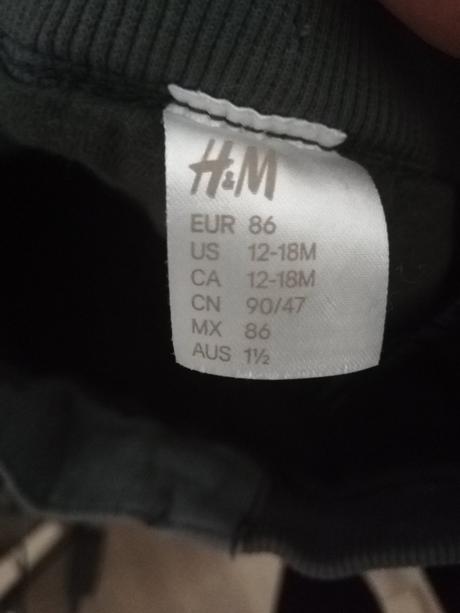 H&M
EUR 86
US 12-18M
CA 12-18M
CN 90/47
MX 86
AUS 1½